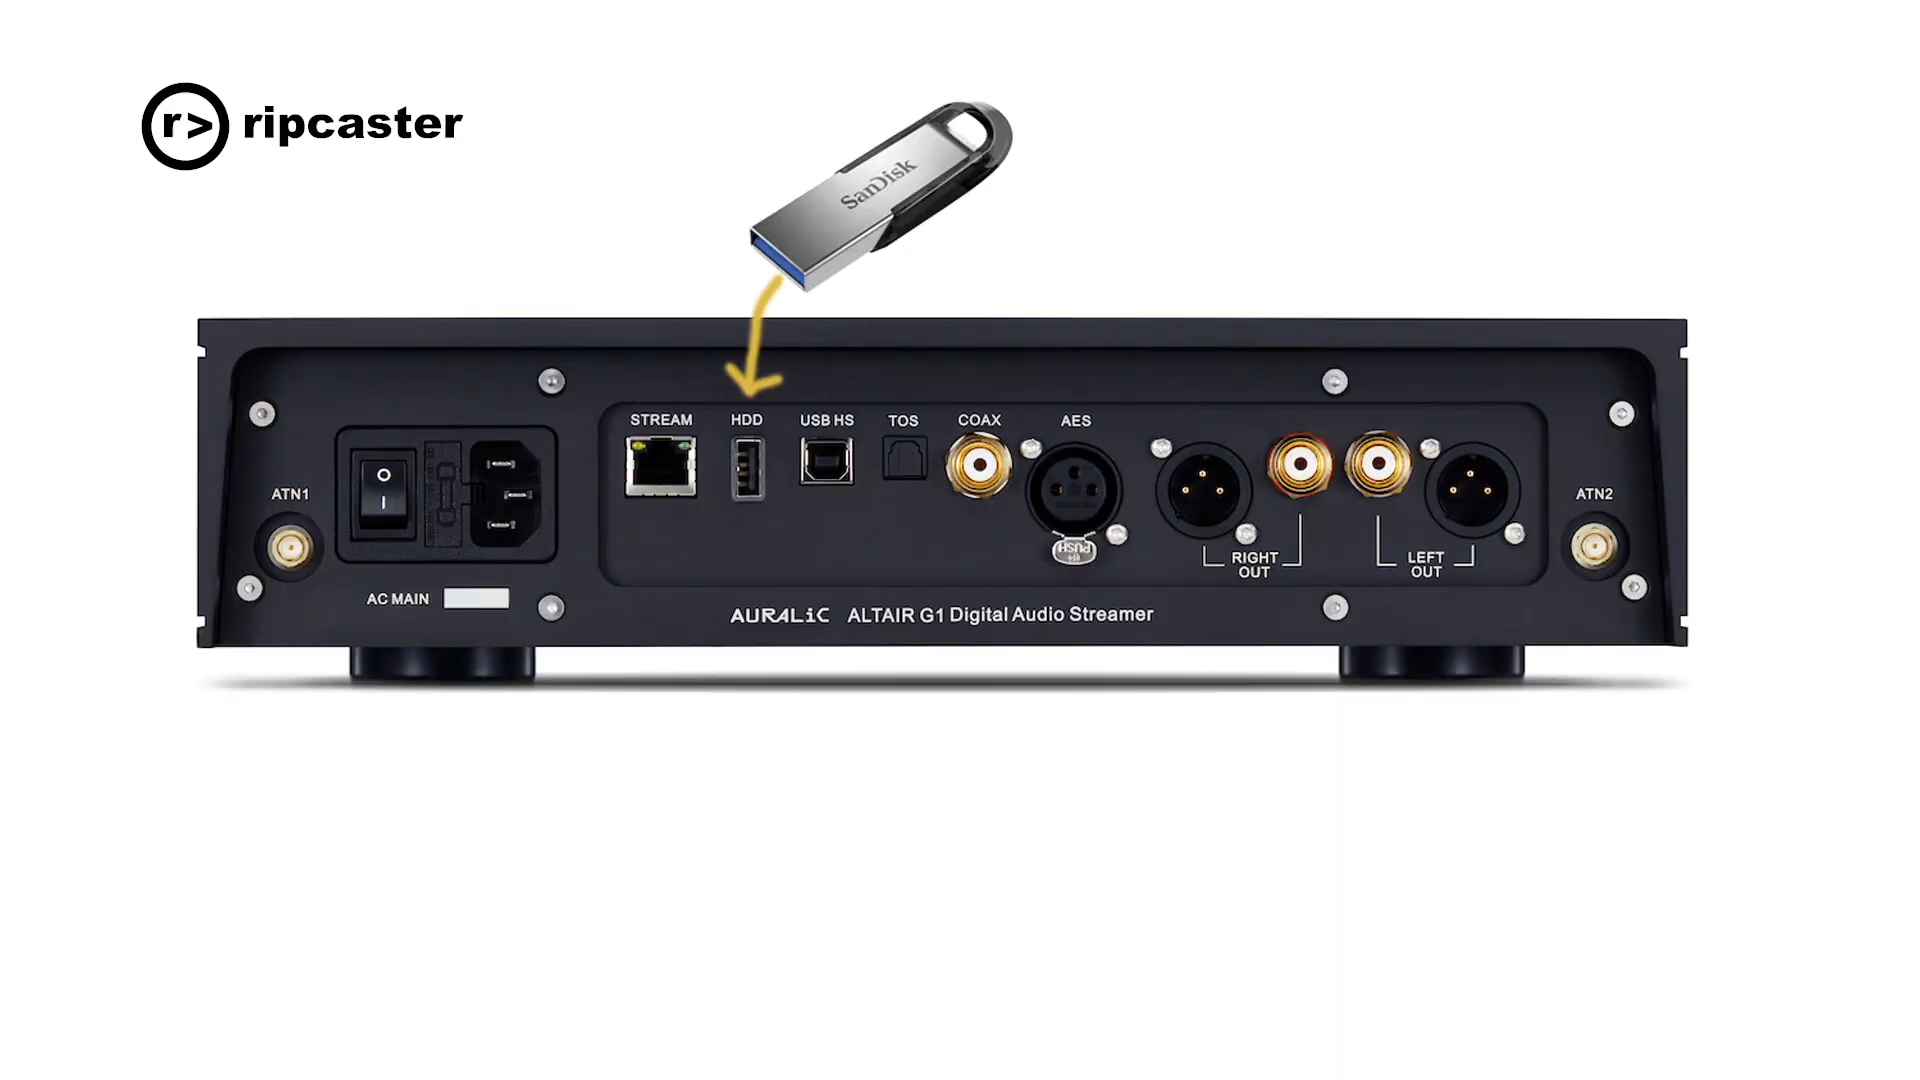 r> ripcaster
SanDisk
STREAM
HDD
USB HS
TOS
COAX
AES
ATN1
ATN2
O
I
PUSH
RIGHT
OUT
LEFT
OUT
AC MAIN
AURALiC ALTAIR G1 Digital Audio Streamer